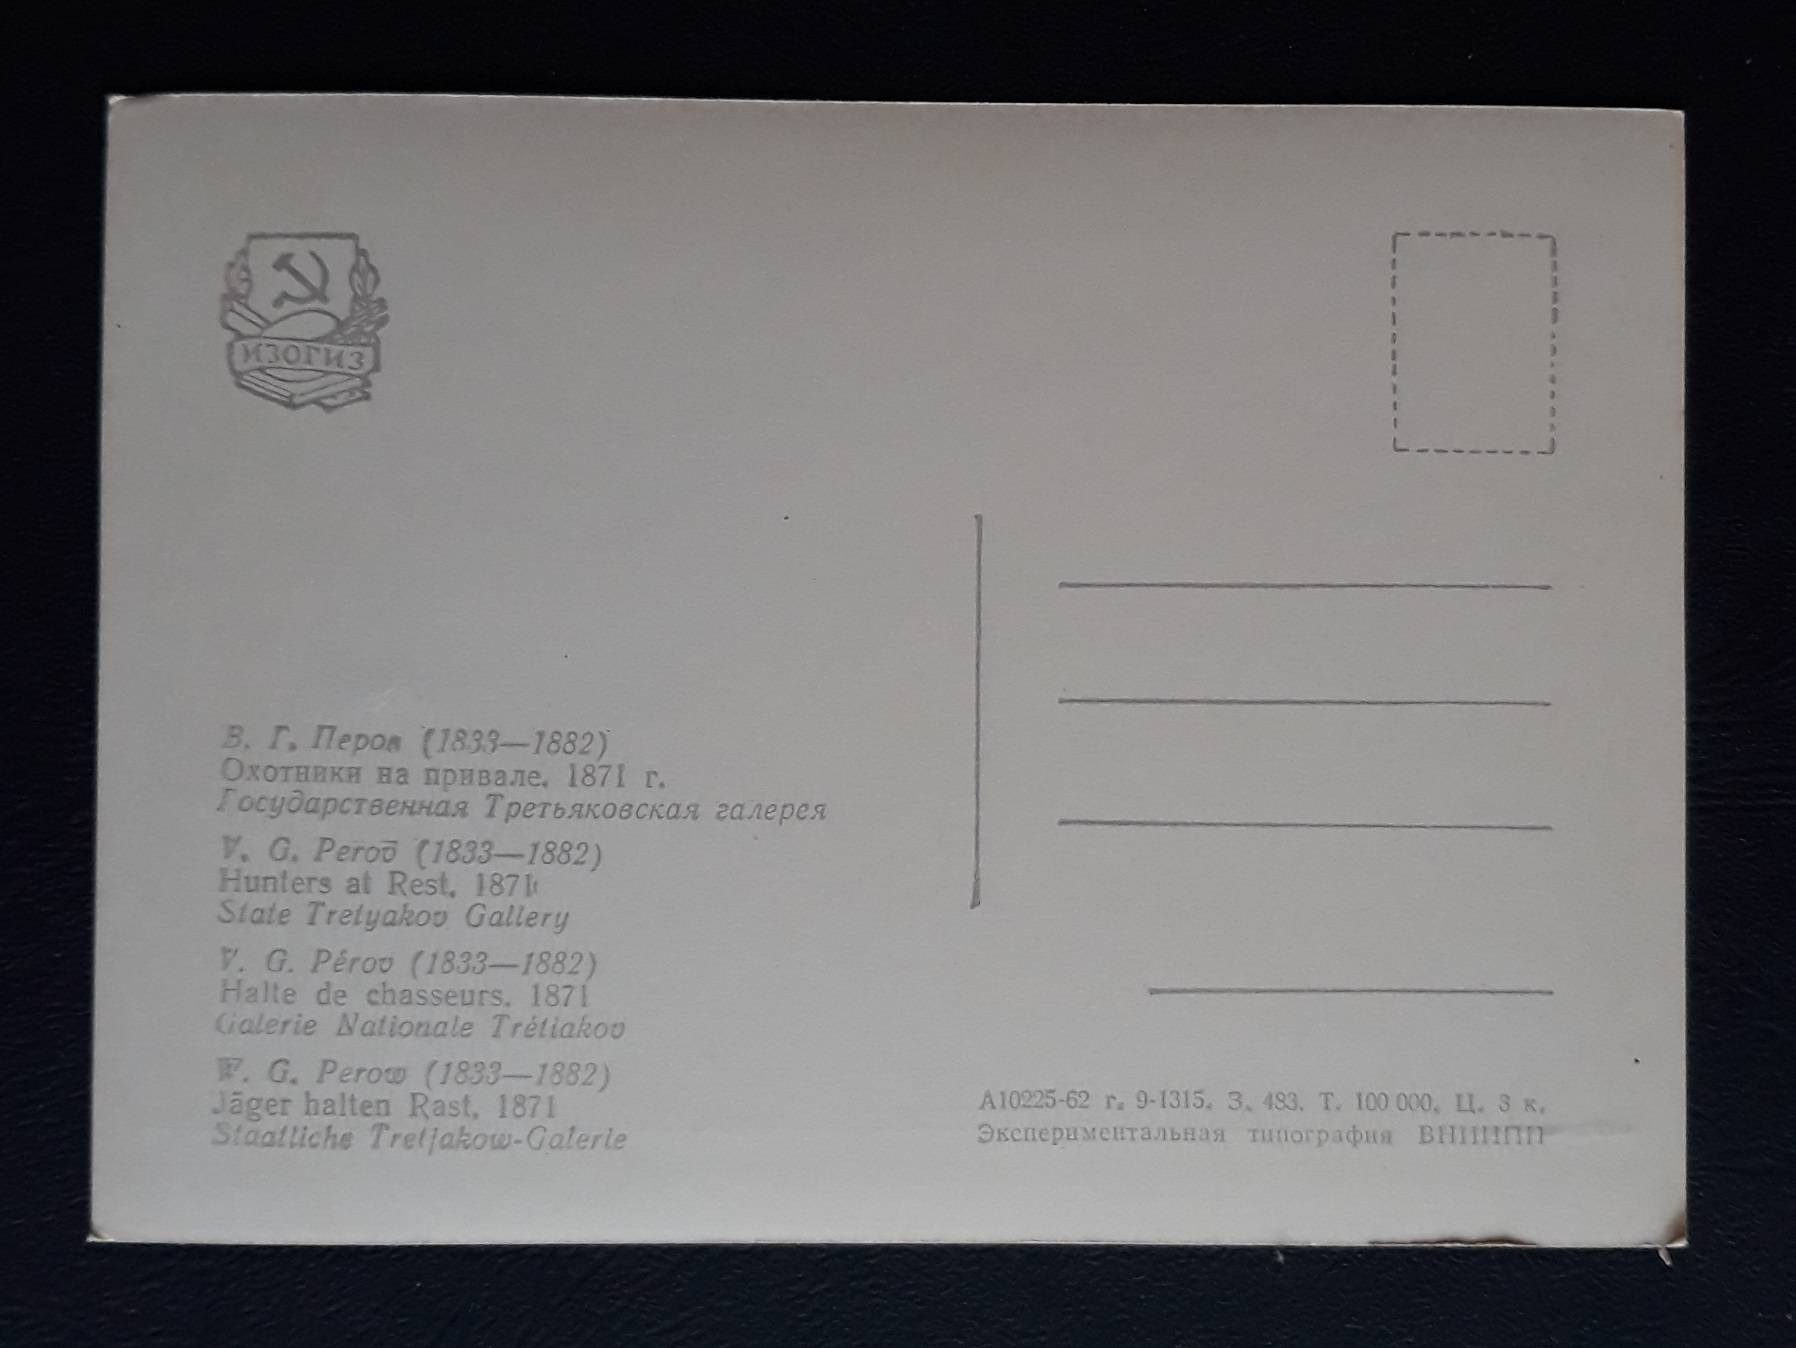 ИЗОГИЗ
В. Г. Перов (1833—1882)
Охотники на привале. 1871 г.
Государственная Третьяковская галерея
V. G. Perov (1833—1882)
Hunters at Rest. 1871
State Tretyakov Gallery
V. G. Pérov (1833—1882)
Halte de chasseurs. 1871
Galerie Nationale Trétiakov
W. G. Perow (1833—1882)
Jäger halten Rast. 1871
Staatliche Tretjakow-Galerie
А10225-62 г. 9-1315. З. 483. Т. 100 000. Ц. 3 к.
Экспериментальная типография ВНИИПП